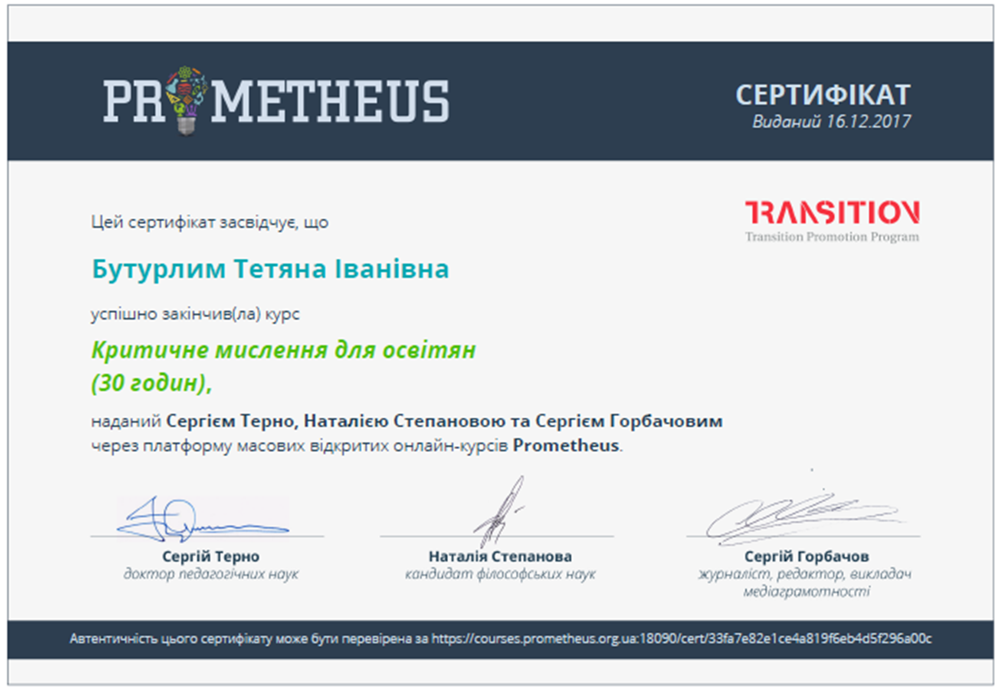 PROMETHEUS
СЕРТИФІКАТ
Виданий 16.12.2017
TRANSITION
Transition Promotion Program
Цей сертифікат засвідчує, що
Бутурлим Тетяна Іванівна
успішно закінчив(ла) курс
Критичне мислення для освітян
(30 годин),
наданий Сергієм Терно, Наталією Степановою та Сергієм Горбачовим
через платформу масових відкритих онлайн-курсів Prometheus.
Сергій Терно
доктор педагогічних наук
Наталія Степанова
кандидат філософських наук
Сергій Горбачов
журналіст, редактор, викладач
медіаграмотності
Автентичність цього сертифікату може бути перевірена за https://courses.prometheus.org.ua:18090/cert/33fa7e82e1ce4a819f6eb4d5f296a00c